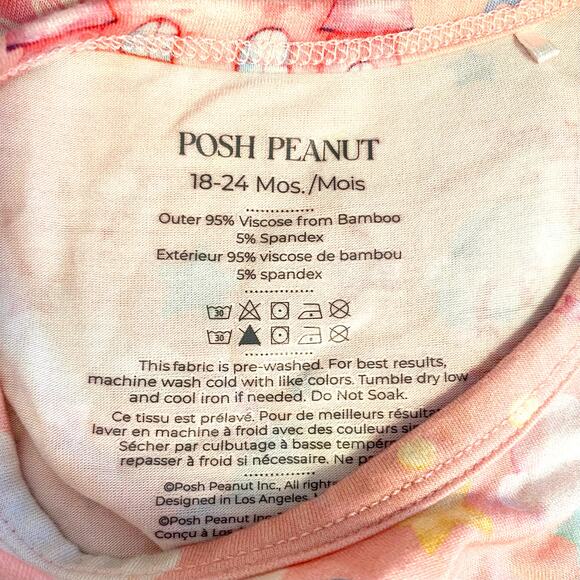 POSH PEANUT
18-24 Mos./Mois
Outer 95% Viscose from Bamboo
5% Spandex
Extérieur 95% viscose de bambou
5% spandex
30
30
This fabric is pre-washed. For best results,
machine wash cold with like colors. Tumble dry low
and cool iron if needed. Do Not Soak.
Ce tissu est prélavé. Pour de meilleurs
laver en machine à froid avec des couleurs
Sécher par culbutage à basse
repasser à froid si nécessaire. Ne
©Posh Peanut Inc., All
Designed in Los Angeles,
©Posh Peanut Inc.
Conçu à Los